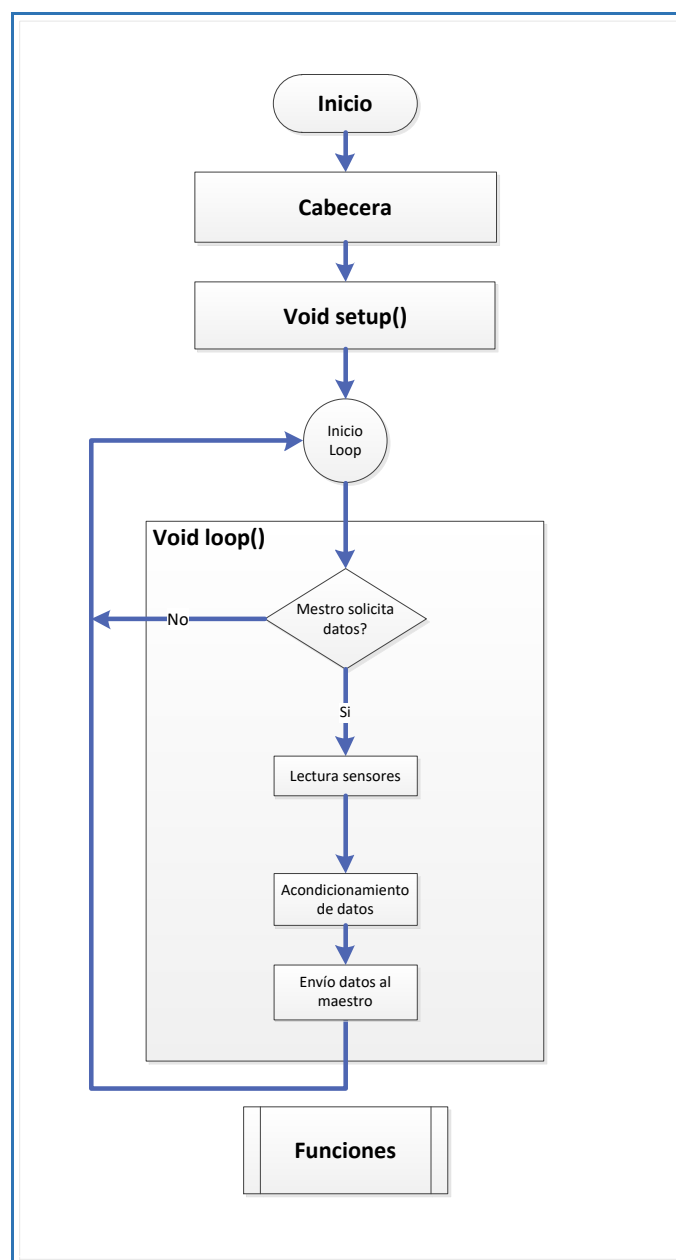 Inicio
Cabecera
Void setup()
Inicio
Loop
Void loop()
Mestro solicita
datos?
No
Si
Lectura sensores
Acondicionamiento
de datos
Envío datos al
maestro
Funciones